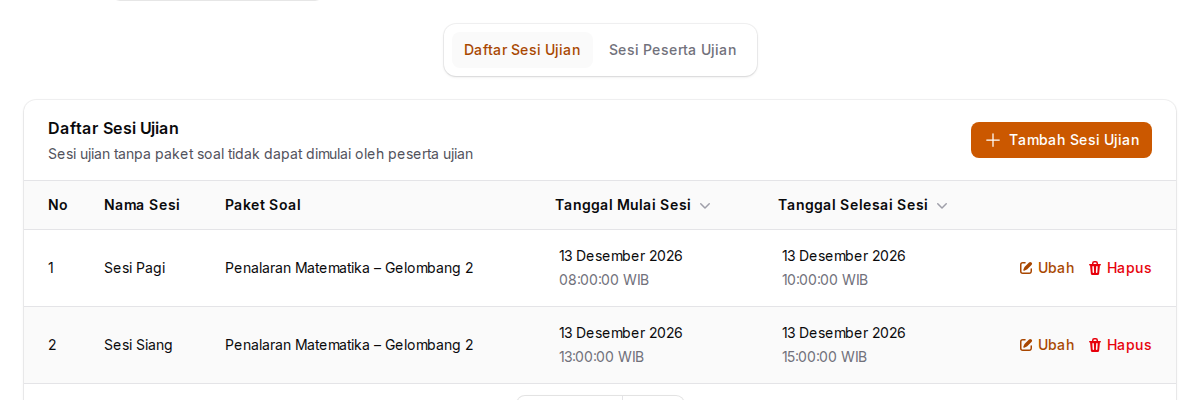 Daftar Sesi Ujian Sesi Peserta Ujian
Daftar Sesi Ujian
Sesi ujian tanpa paket soal tidak dapat dimulai oleh peserta ujian
Tambah Sesi Ujian
No Nama Sesi Paket Soal Tanggal Mulai Sesi Tanggal Selesai Sesi
1 Sesi Pagi Penalaran Matematika – Gelombang 2 13 Desember 2026 08:00:00 WIB 13 Desember 2026 10:00:00 WIB Ubah Hapus
2 Sesi Siang Penalaran Matematika – Gelombang 2 13 Desember 2026 13:00:00 WIB 13 Desember 2026 15:00:00 WIB Ubah Hapus